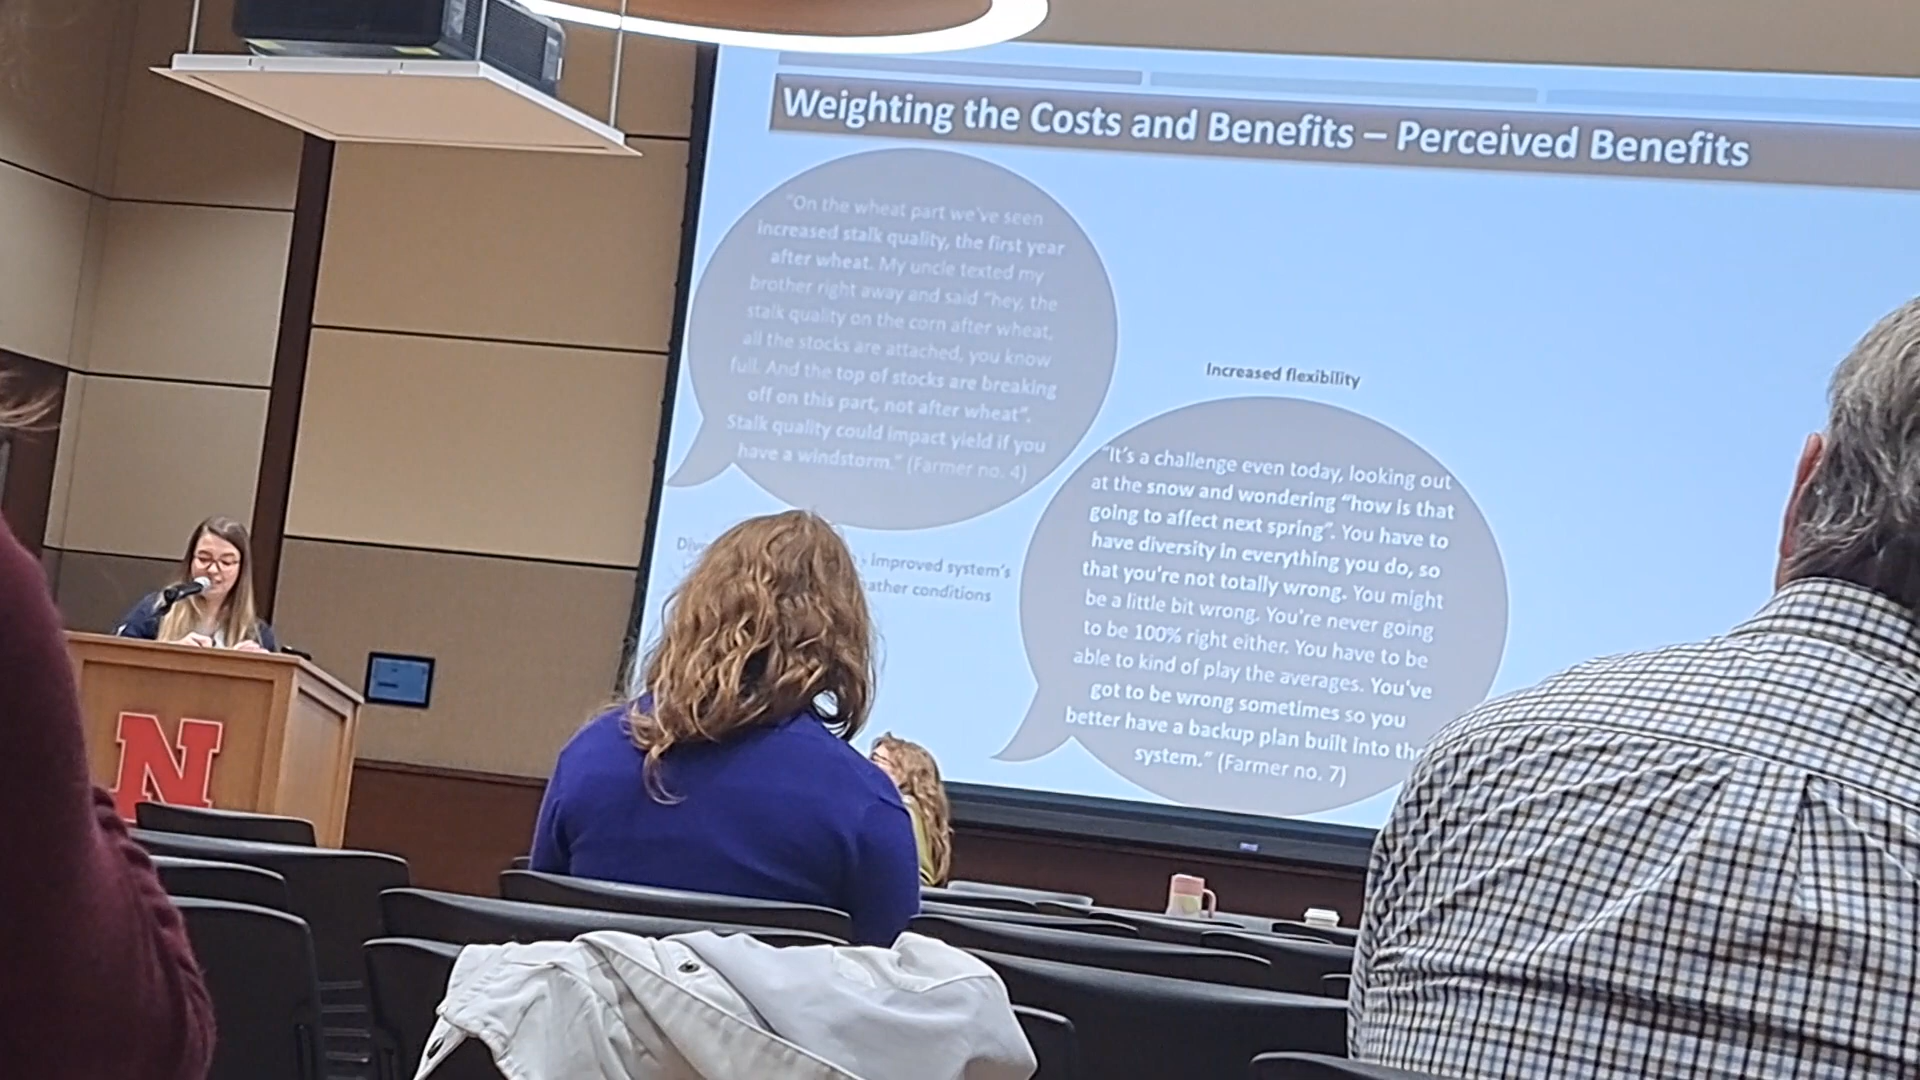 Weighting the Costs and Benefits – Perceived Benefits
"On the wheat part we've seen
increased stalk quality, the first year
after wheat. My uncle texted my
brother right away and said "hey, the
stalk quality on the corn after wheat,
all the stocks are attached, you know
full. And the top of stocks are breaking
off on this part, not after wheat".
Stalk quality could impact yield if you
have a windstorm." (Farmer no. 4)
improved system's
conditions
Increased flexibility
"It's a challenge even today, looking out
at the snow and wondering "how is that
going to affect next spring". You have to
have diversity in everything you do, so
that you're not totally wrong. You might
be a little bit wrong. You're never going
to be 100% right either. You have to be
able to kind of play the averages. You've
got to be wrong sometimes so you
better have a backup plan built into the
system." (Farmer no. 7)
N